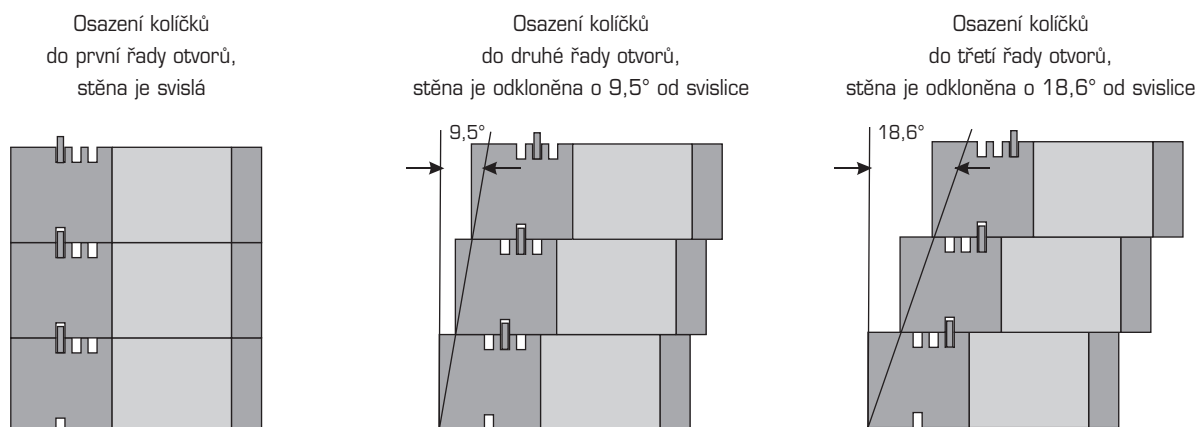 Osazení kolíčků
do první řady otvorů,
stěna je svislá
Osazení kolíčků
do druhé řady otvorů,
stěna je odkloněna o 9,5° od svislice
Osazení kolíčků
do třetí řady otvorů,
stěna je odkloněna o 18,6° od svislice
9,5°
18,6°